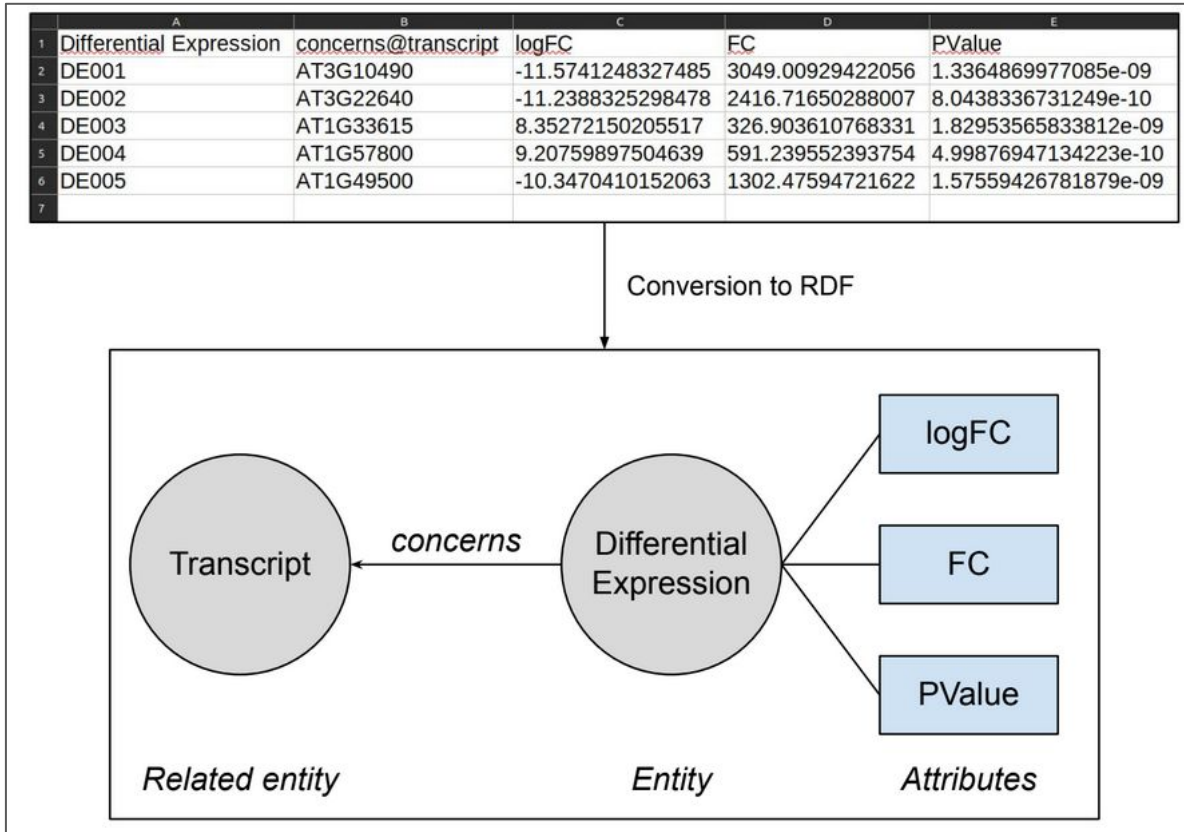 A B C D E
1 Differential Expression concerns@transcript logFC FC PValue
2 DE001 AT3G10490 -11.5741248327485 3049.00929422056 1.3364869977085e-09
3 DE002 AT3G22640 -11.2388325298478 2416.71650288007 8.0438336731249e-10
4 DE003 AT1G33615 8.35272150205517 326.903610768331 1.82953565833812e-09
5 DE004 AT1G57800 9.20759897504639 591.239552393754 4.99876947134223e-10
6 DE005 AT1G49500 -10.3470410152063 1302.47594721622 1.57559426781879e-09
7
Conversion to RDF
logFC
Transcript
concerns
Differential
Expression
FC
PValue
Related entity
Entity
Attributes